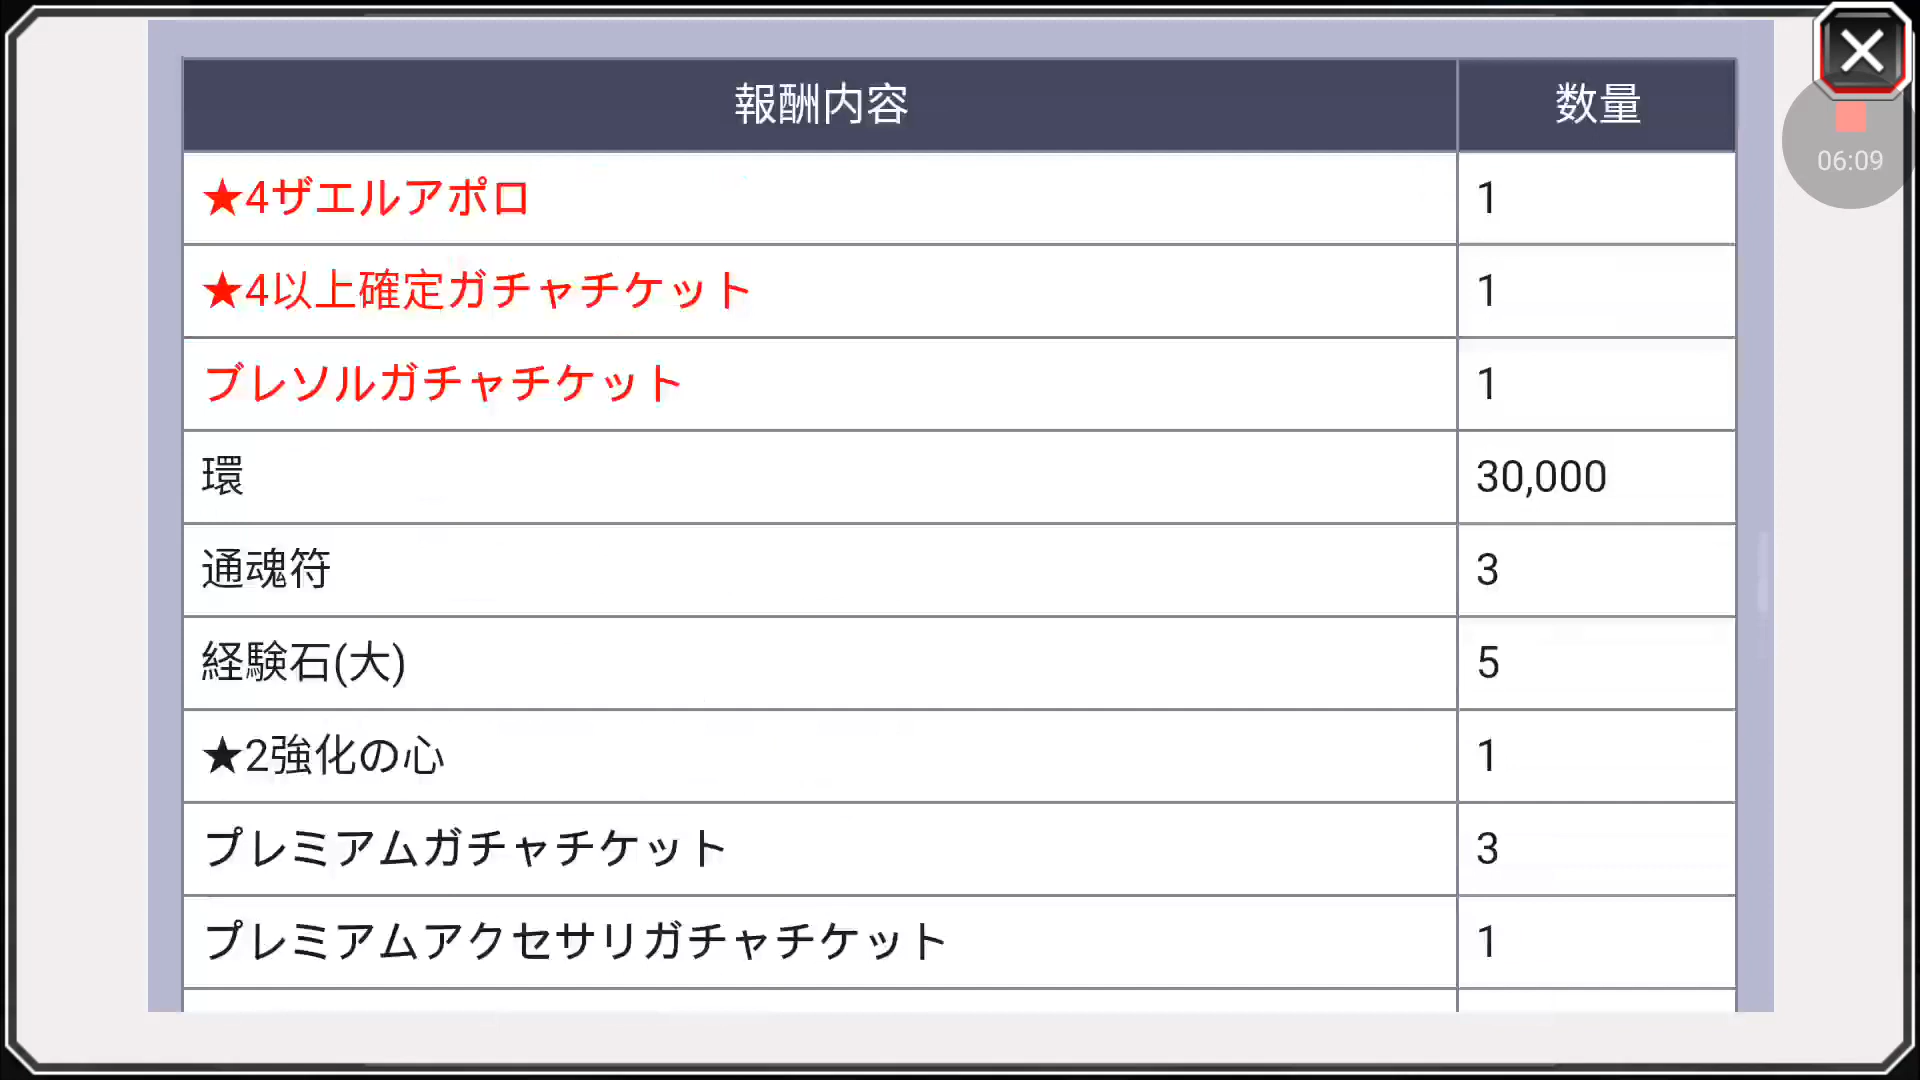 報酬内容 数量
★4ザエルアポロ 1
★4以上確定ガチャチケット 1
ブレソルガチャチケット 1
環 30,000
通魂符 3
経験石(大) 5
★2強化の心 1
プレミアムガチャチケット 3
プレミアムアクセサリガチャチケット 1
06:09